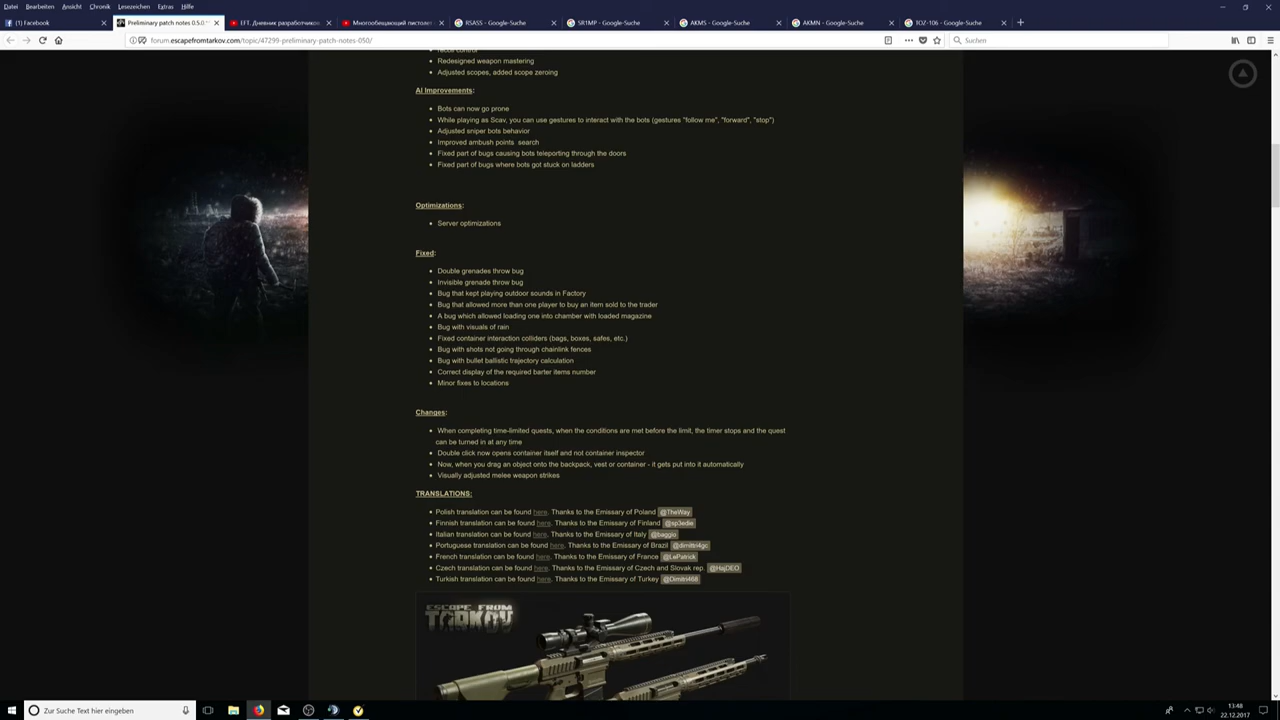 Datei Bearbeiten Ansicht Chronik Lesezeichen Extras Hilfe
(1) Facebook
Preliminary patch notes 0.5.0.
EFT. Дневник разработчиков
Многообещающий пистолет
RSASS - Google-Suche
SR1MP - Google-Suche
AKMS - Google-Suche
AKMN - Google-Suche
TOZ-106 - Google-Suche
forum.escapefromtarkov.com/topic/47299-preliminary-patch-notes-050/
Suchen
recoil control
Redesigned weapon mastering
Adjusted scopes, added scope zeroing
AI Improvements:
Bots can now go prone
While playing as Scav, you can use gestures to interact with the bots (gestures "follow me", "forward", "stop")
Adjusted sniper bots behavior
Improved ambush points search
Fixed part of bugs causing bots teleporting through the doors
Fixed part of bugs where bots got stuck on ladders
Optimizations:
Server optimizations
Fixed:
Double grenades throw bug
Invisible grenade throw bug
Bug that kept playing outdoor sounds in Factory
Bug that allowed more than one player to buy an item sold to the trader
A bug which allowed loading one into chamber with loaded magazine
Bug with visuals of rain
Fixed container interaction colliders (bags, boxes, safes, etc.)
Bug with shots not going through chainlink fences
Bug with bullet ballistic trajectory calculation
Correct display of the required barter items number
Minor fixes to locations
Changes:
When completing time-limited quests, when the conditions are met before the limit, the timer stops and the quest
can be turned in at any time
Double click now opens container itself and not container inspector
Now, when you drag an object onto the backpack, vest or container - it gets put into it automatically
Visually adjusted melee weapon strikes
TRANSLATIONS:
Polish translation can be found here. Thanks to the Emissary of Poland @TheWay
Finnish translation can be found here. Thanks to the Emissary of Finland @sp3edie
Italian translation can be found here. Thanks to the Emissary of Italy @baggio
Portuguese translation can be found here. Thanks to the Emissary of Brazil @dimittri4gc
French translation can be found here. Thanks to the Emissary of France @LePatrick
Czech translation can be found here. Thanks to the Emissary of Czech and Slovak rep. @HajDEO
Turkish translation can be found here. Thanks to the Emissary of Turkey @Dimitri468
ESCAPE FROM
TARKOV
Zur Suche Text hier eingeben
13:48
22.12.2017